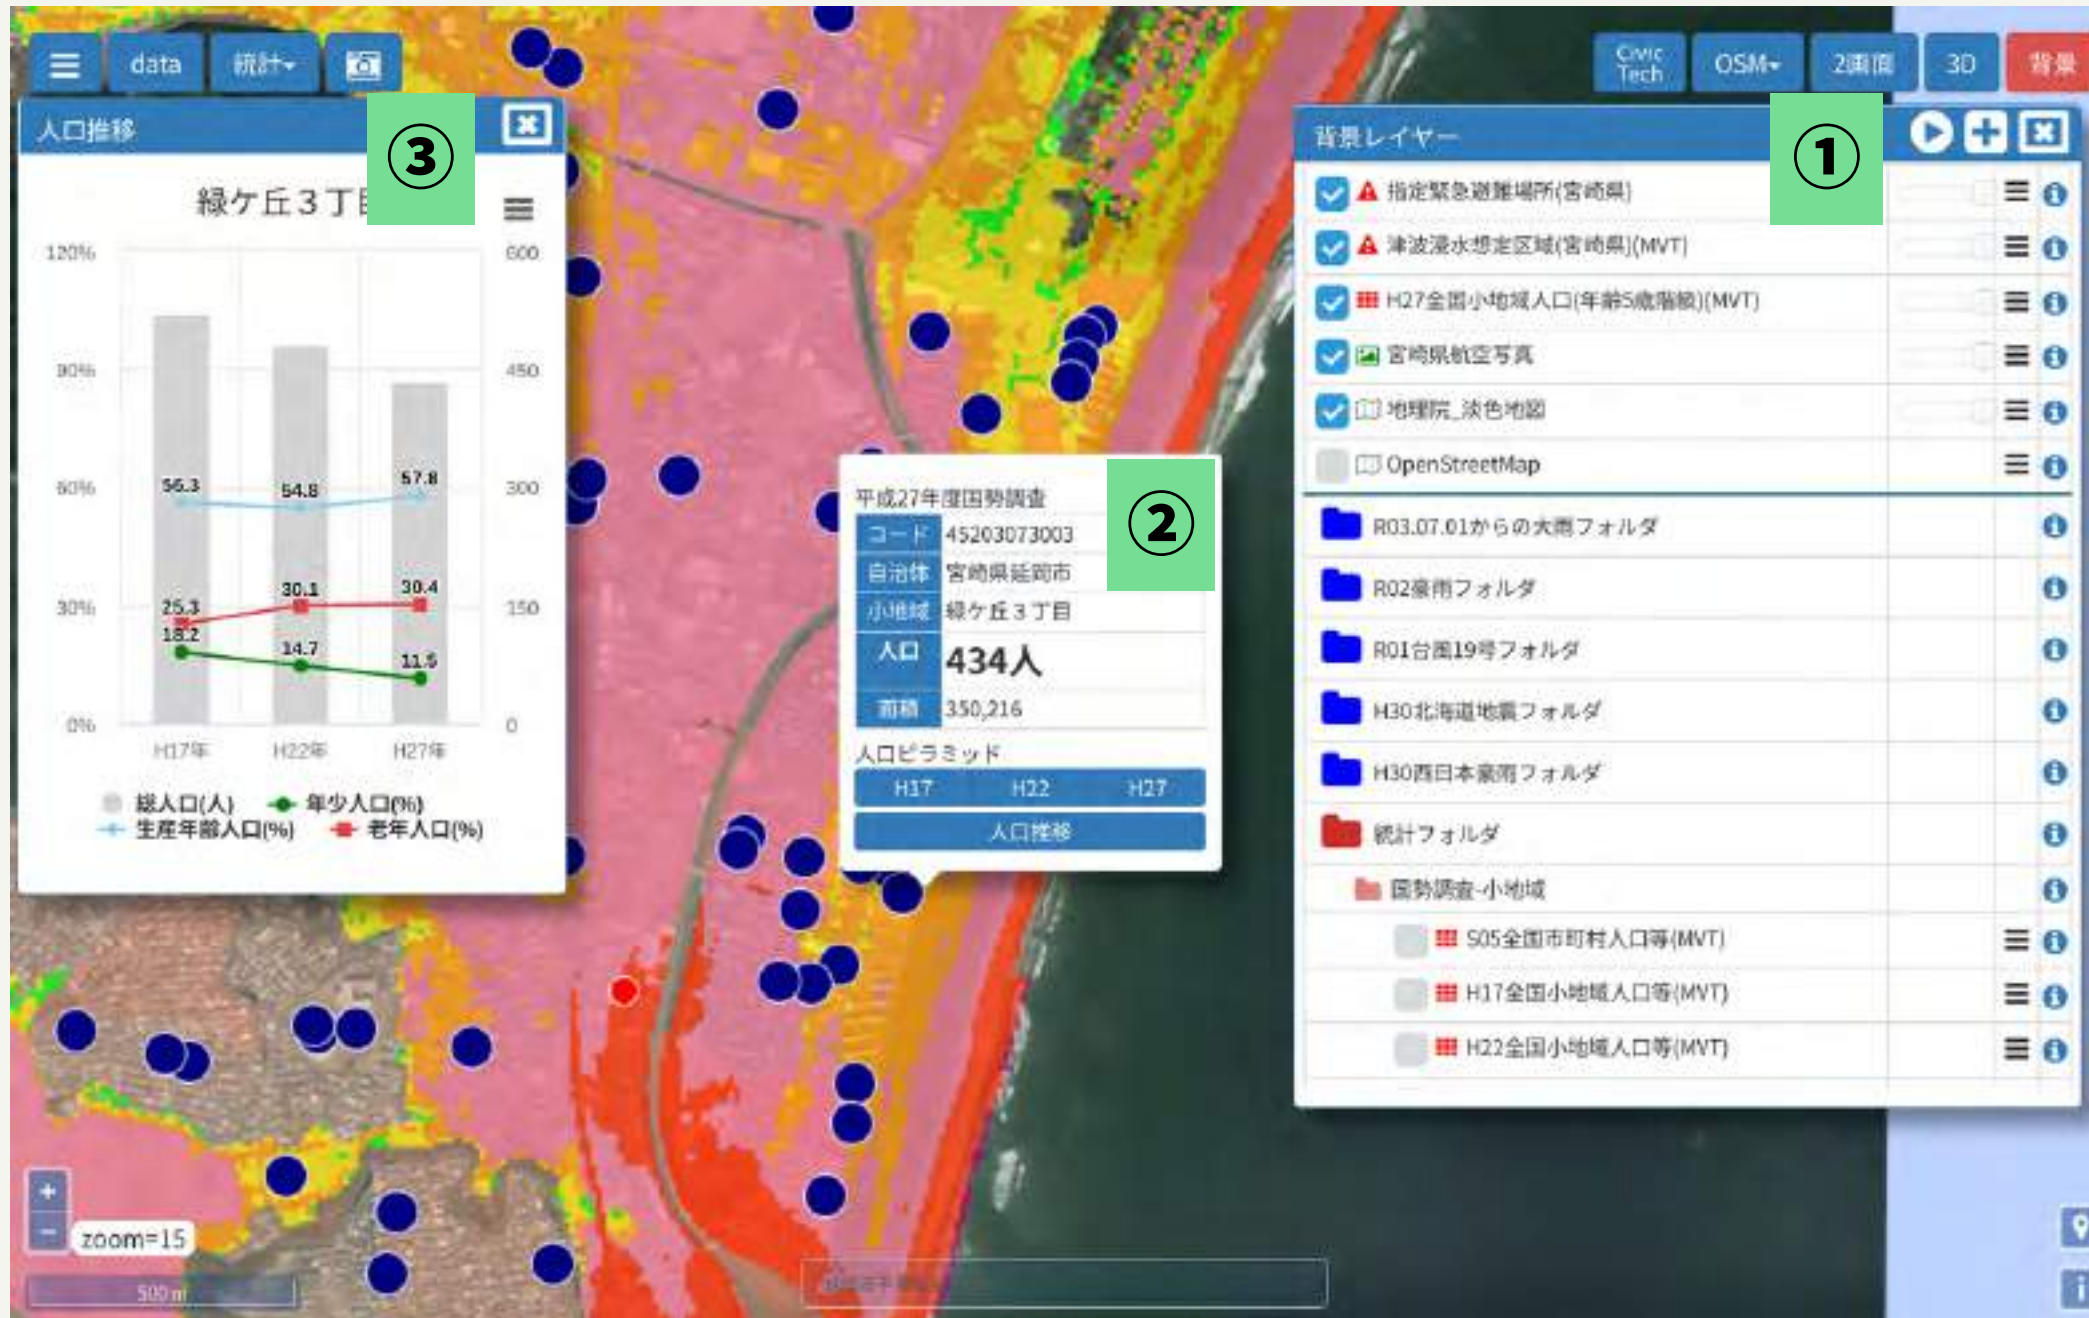 data
統計
Civic Tech
OSM
2画面
3D
背景
人口推移
③
緑ケ丘３丁目
120%
90%
60%
30%
0%
600
450
300
150
0
56.3
54.8
57.8
25.3
30.1
30.4
18.2
14.7
11.5
H17年
H22年
H27年
総人口(人)
年少人口(%)
生産年齢人口(%)
老年人口(%)
②
平成27年度国勢調査
コード 45203073003
自治体 宮崎県延岡市
小地域 緑ケ丘３丁目
人口 434人
面積 350,216
人口ピラミッド
H17 H22 H27
人口推移
背景レイヤー
①
指定緊急避難場所(宮崎県)
津波浸水想定区域(宮崎県)(MVT)
H27全国小地域人口(年齢5歳階級)(MVT)
宮崎県航空写真
地理院_淡色地図
OpenStreetMap
R03.07.01からの大雨フォルダ
R02豪雨フォルダ
R01台風19号フォルダ
H30北海道地震フォルダ
H30西日本豪雨フォルダ
統計フォルダ
国勢調査-小地域
S05全国市町村人口等(MVT)
H17全国小地域人口等(MVT)
H22全国小地域人口等(MVT)
+
−
zoom=15
500 m